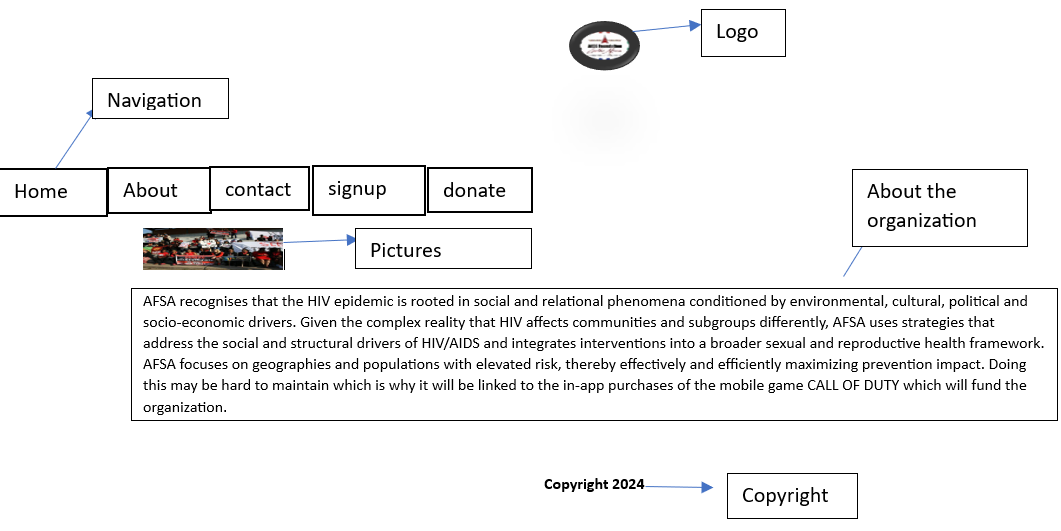 Logo
Navigation
Home
About
contact
signup
donate
About the
organization
Pictures
AFSA recognises that the HIV epidemic is rooted in social and relational phenomena conditioned by environmental, cultural, political and
socio-economic drivers. Given the complex reality that HIV affects communities and subgroups differently, AFSA uses strategies that
address the social and structural drivers of HIV/AIDS and integrates interventions into a broader sexual and reproductive health framework.
AFSA focuses on geographies and populations with elevated risk, thereby effectively and efficiently maximizing prevention impact. Doing
this may be hard to maintain which is why it will be linked to the in-app purchases of the mobile game CALL OF DUTY which will fund the
organization.
Copyright 2024
Copyright